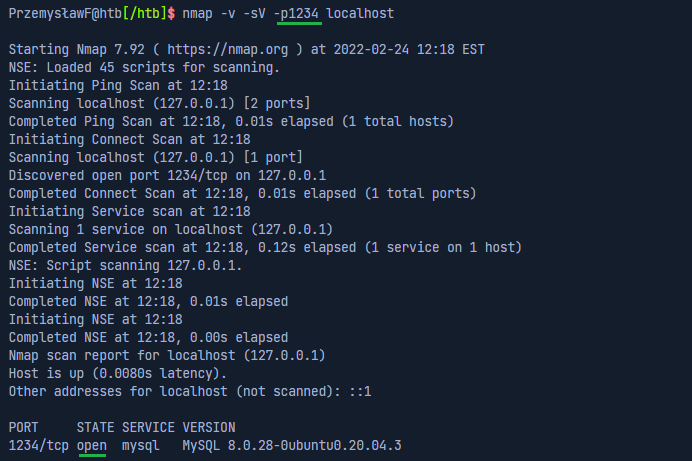 PrzemysławF@htb[/htb]$ nmap -v -sV -p1234 localhost
Starting Nmap 7.92 ( https://nmap.org ) at 2022-02-24 12:18 EST
NSE: Loaded 45 scripts for scanning.
Initiating Ping Scan at 12:18
Scanning localhost (127.0.0.1) [2 ports]
Completed Ping Scan at 12:18, 0.01s elapsed (1 total hosts)
Initiating Connect Scan at 12:18
Scanning localhost (127.0.0.1) [1 port]
Discovered open port 1234/tcp on 127.0.0.1
Completed Connect Scan at 12:18, 0.01s elapsed (1 total ports)
Initiating Service scan at 12:18
Scanning 1 service on localhost (127.0.0.1)
Completed Service scan at 12:18, 0.12s elapsed (1 service on 1 host)
NSE: Script scanning 127.0.0.1.
Initiating NSE at 12:18
Completed NSE at 12:18, 0.01s elapsed
Initiating NSE at 12:18
Completed NSE at 12:18, 0.00s elapsed
Nmap scan report for localhost (127.0.0.1)
Host is up (0.0080s latency).
Other addresses for localhost (not scanned): ::1
PORT     STATE SERVICE VERSION
1234/tcp open  mysql   MySQL 8.0.28-0ubuntu0.20.04.3